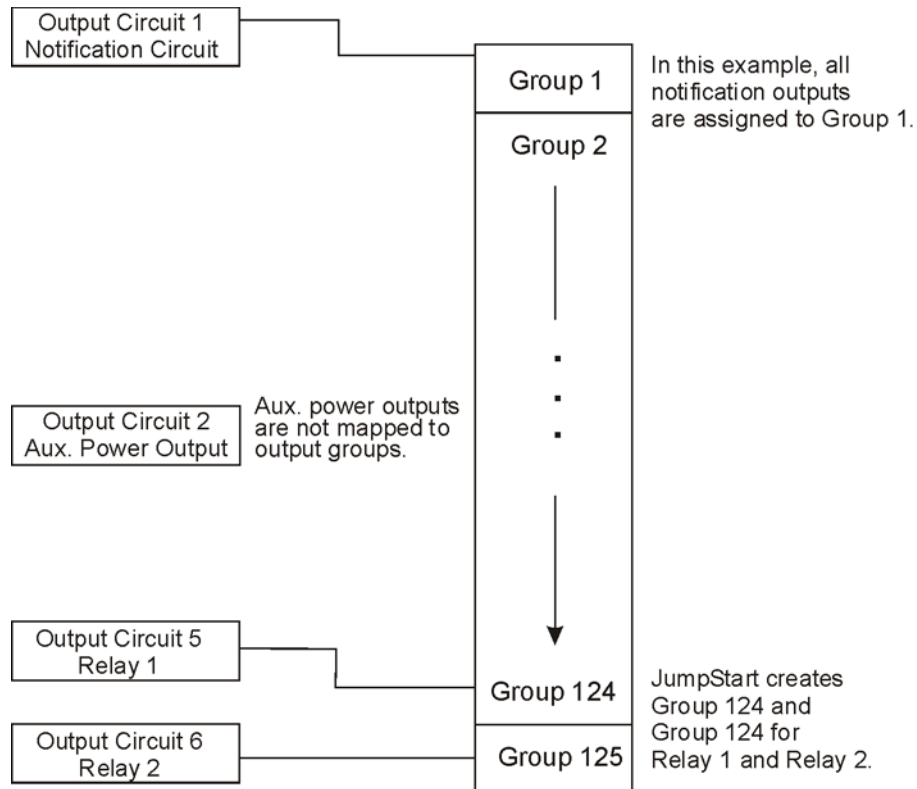 Output Circuit 1
Notification Circuit
Group 1
In this example, all
notification outputs
are assigned to Group 1.
Group 2
Output Circuit 2
Aux. Power Output
Aux. power outputs
are not mapped to
output groups.
Output Circuit 5
Relay 1
Group 124
JumpStart creates
Group 124 and
Group 124 for
Relay 1 and Relay 2.
Output Circuit 6
Relay 2
Group 125